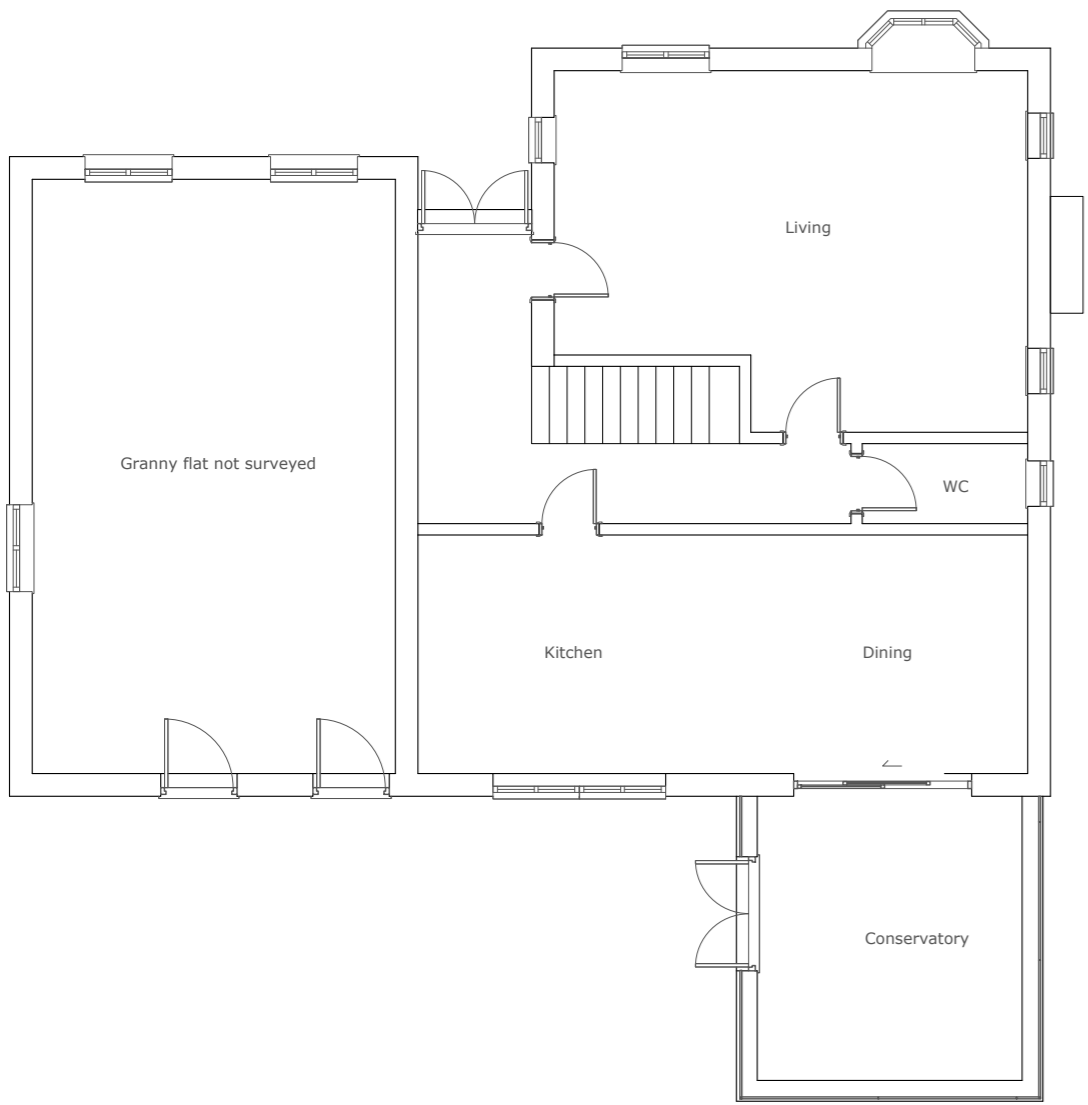 Living
Granny flat not surveyed
WC
Kitchen
Dining
Conservatory